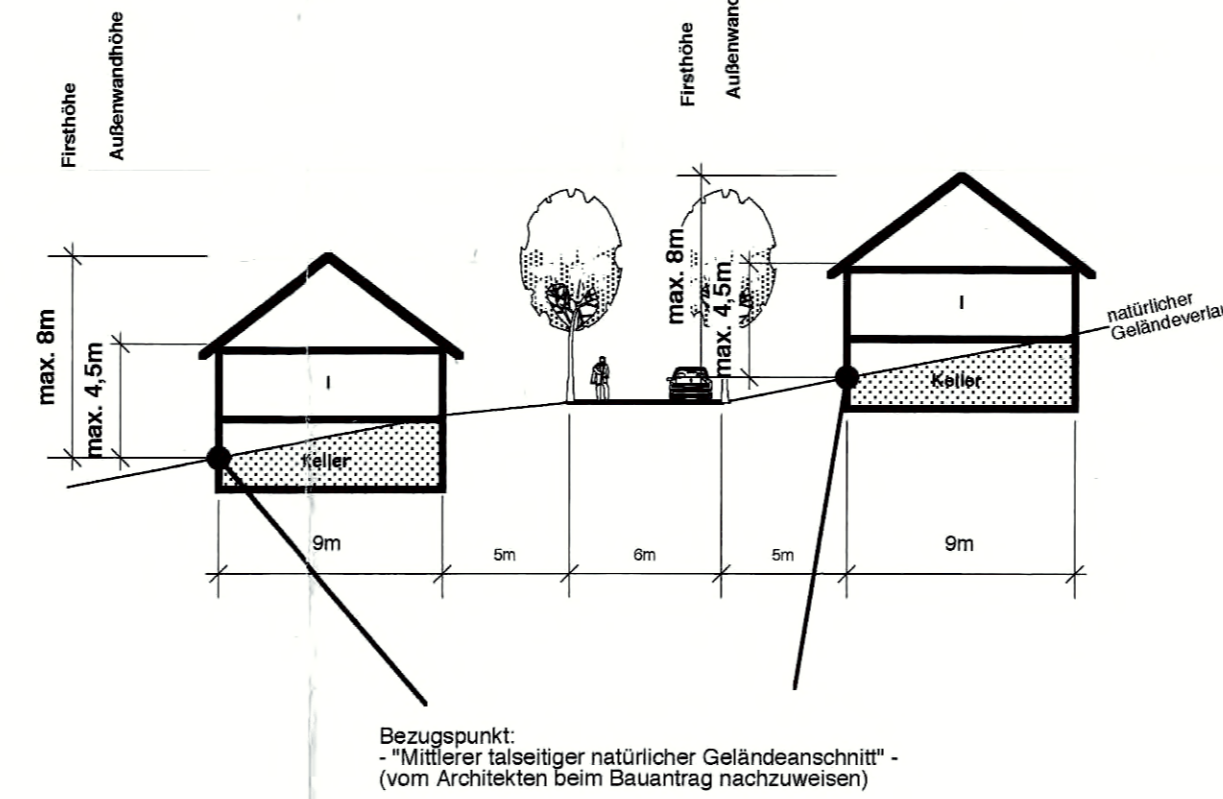 Firsthöhe
Außenwandhöhe
Firsthöhe
max. 8m
max. 4,5m
max. 8m
max. 4,5m
I
I
natürlicher
Keller
Keller
9m
5m
6m
5m
9m
Bezugspunkt:
- "Mittlerer talseitiger natürlicher Geländeanschnitt" -
(vom Architekten beim Bauantrag nachzuweisen)